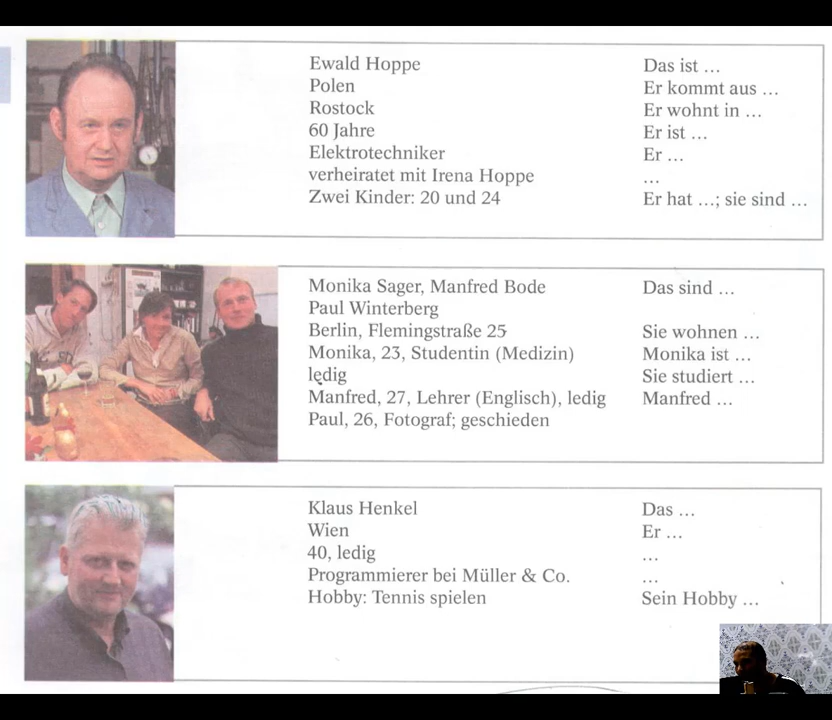 Ewald Hoppe Das ist …
Polen Er kommt aus …
Rostock Er wohnt in …
60 Jahre Er ist …
Elektrotechniker Er …
verheiratet mit Irena Hoppe …
Zwei Kinder: 20 und 24 Er hat …; sie sind …
Monika Sager, Manfred Bode Das sind …
Paul Winterberg
Berlin, Flemingstraße 25 Sie wohnen …
Monika, 23, Studentin (Medizin) Monika ist …
ledig Sie studiert …
Manfred, 27, Lehrer (Englisch), ledig Manfred …
Paul, 26, Fotograf; geschieden
Klaus Henkel Das …
Wien Er …
40, ledig …
Programmierer bei Müller & Co. …
Hobby: Tennis spielen Sein Hobby …